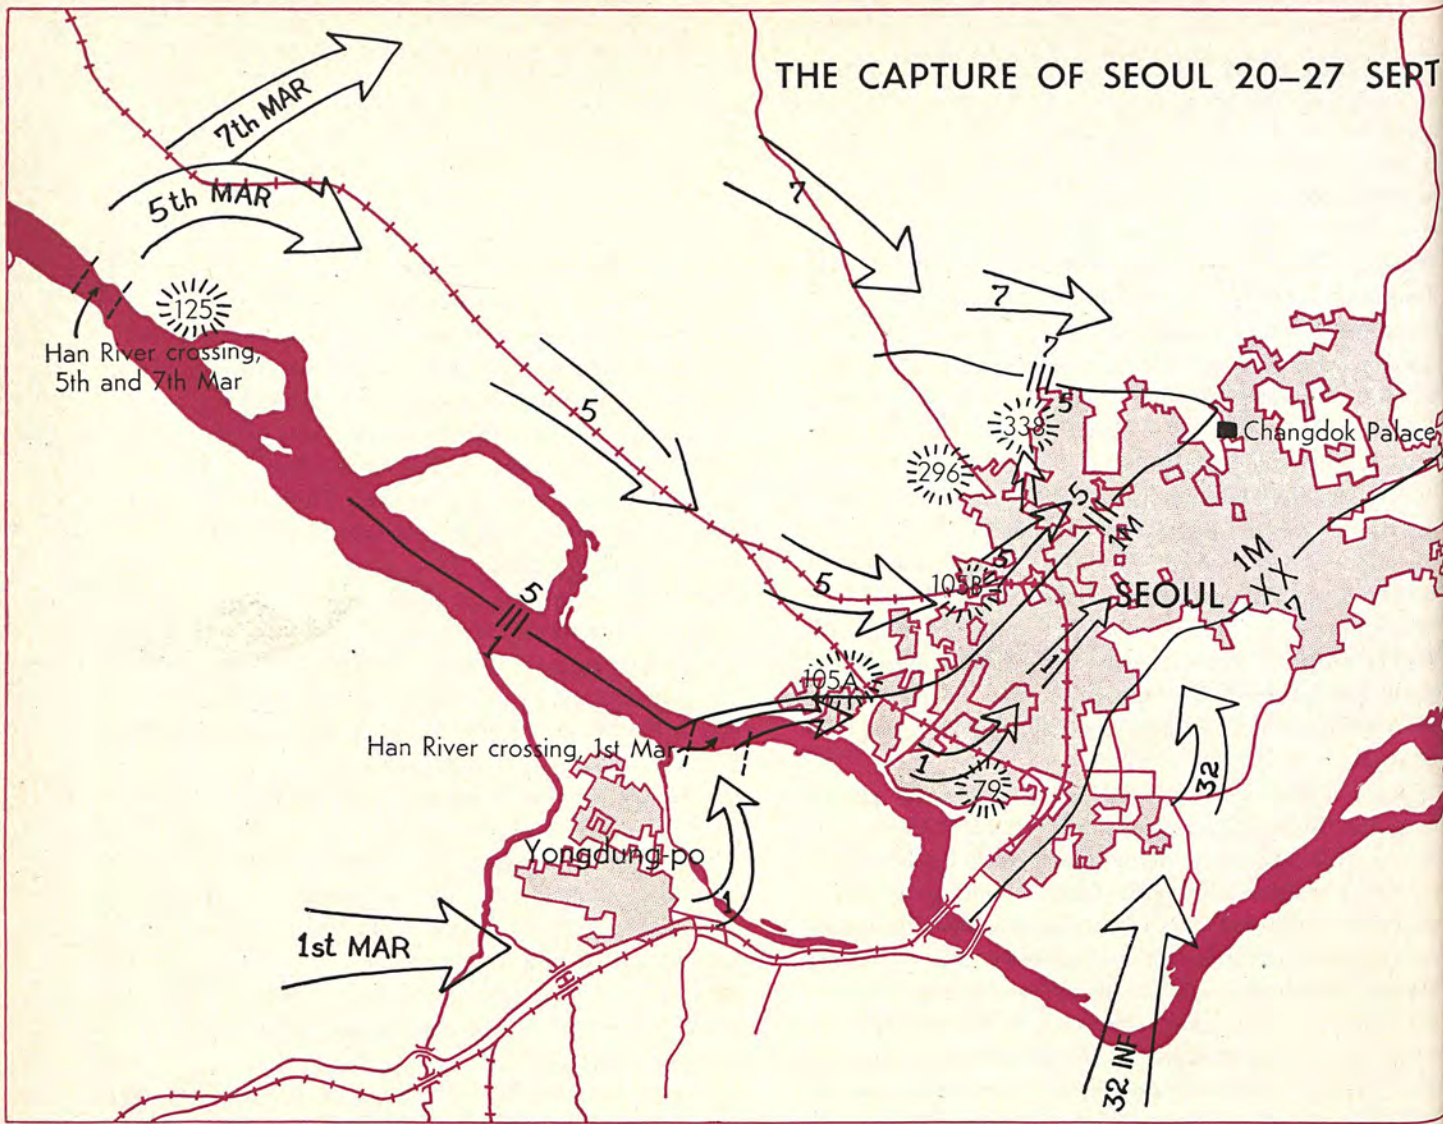 THE CAPTURE OF SEOUL 20–27 SEPT
7th MAR
5th MAR
7
125
7
Han River crossing,
5th and 7th Mar
7
5
5
338
Changdok Palace
296
5
1M
1M
7
5
5
105B
SEOUL
5
1
105A
1
Han River crossing, 1st Mar
1
79
32
Yongdung-po
1
1st MAR
32 INF